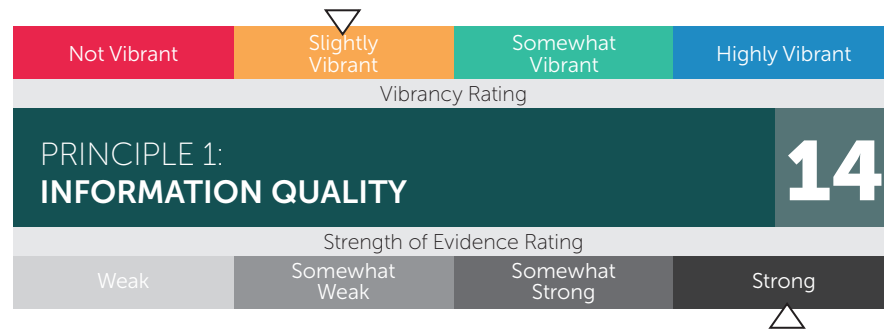 Not Vibrant
Slightly
Vibrant
Somewhat
Vibrant
Highly Vibrant
Vibrancy Rating
PRINCIPLE 1:
INFORMATION QUALITY
14
Strength of Evidence Rating
Weak
Somewhat
Weak
Somewhat
Strong
Strong